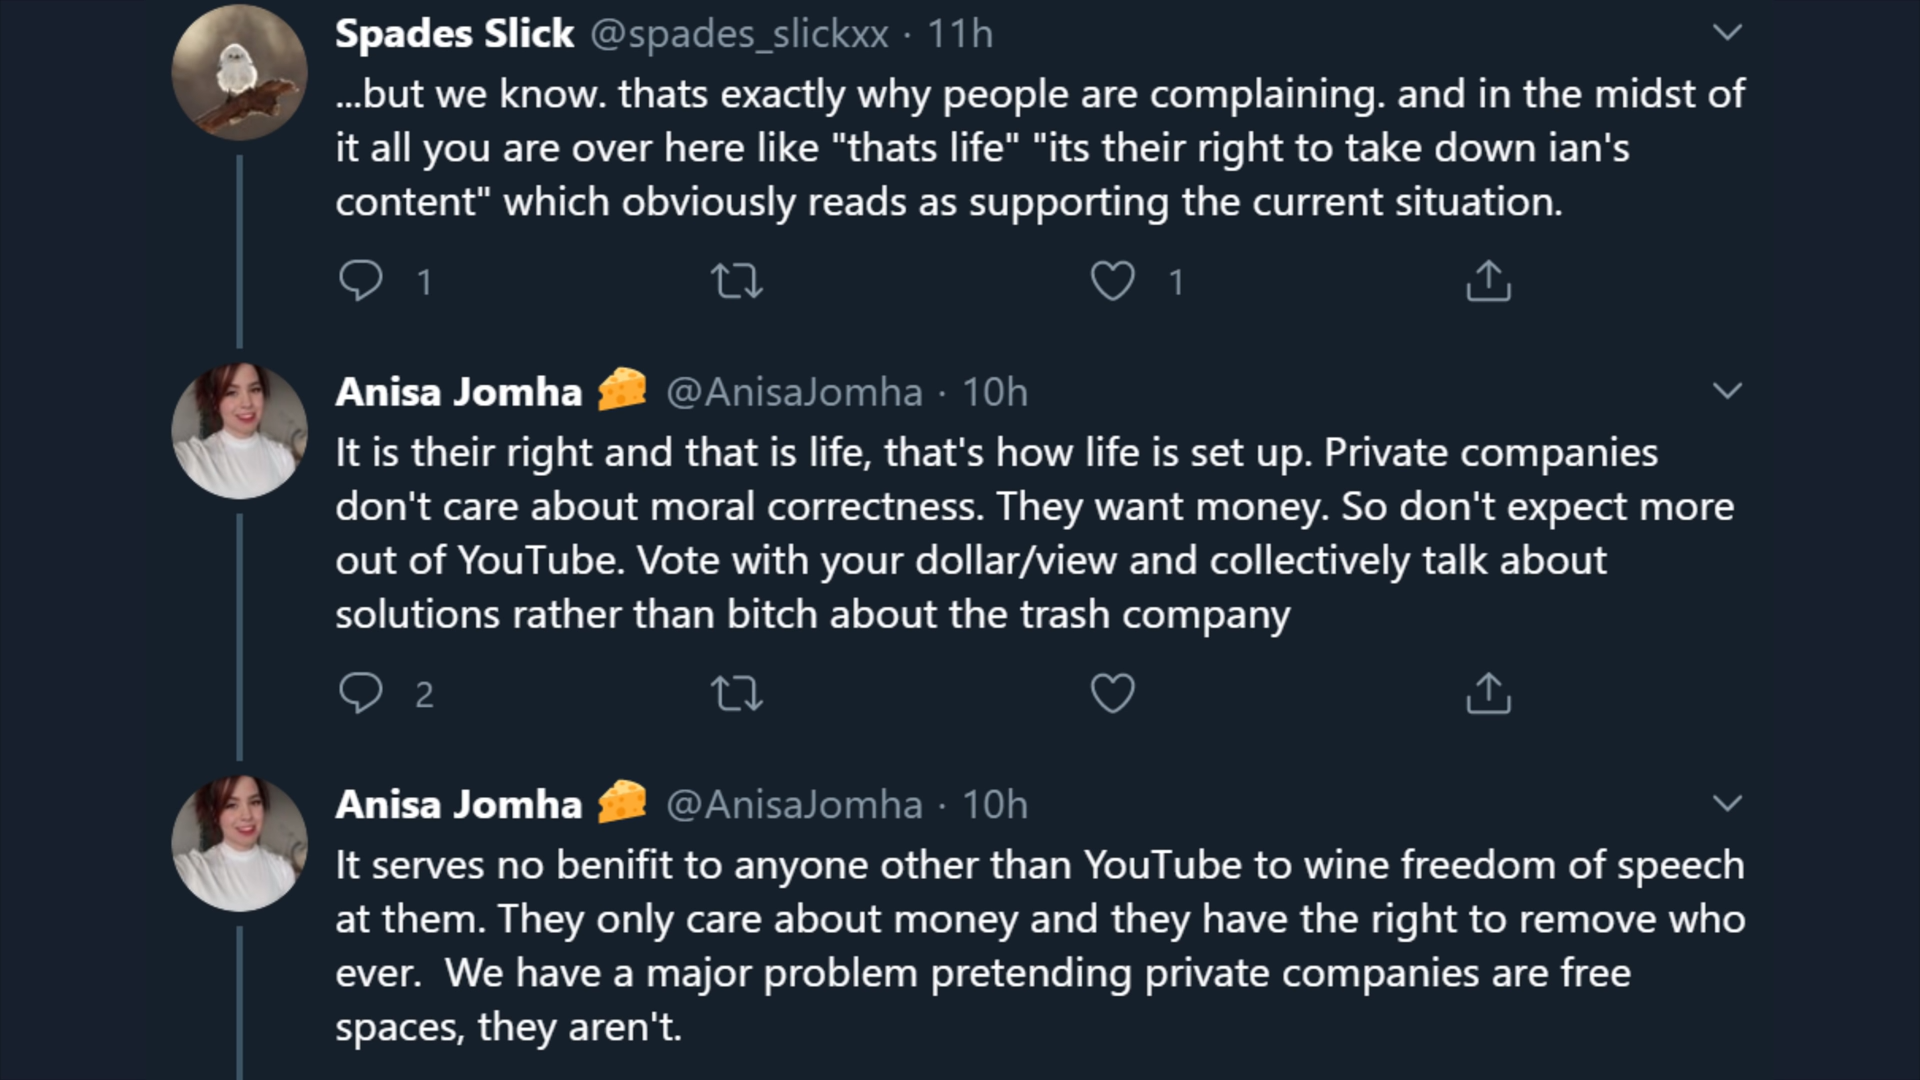 Spades Slick @spades_slickxx · 11h
...but we know. thats exactly why people are complaining. and in the midst of
it all you are over here like "thats life" "its their right to take down ian's
content" which obviously reads as supporting the current situation.
1 1
Anisa Jomha 🧀 @AnisaJomha · 10h
It is their right and that is life, that's how life is set up. Private companies
don't care about moral correctness. They want money. So don't expect more
out of YouTube. Vote with your dollar/view and collectively talk about
solutions rather than bitch about the trash company
2
Anisa Jomha 🧀 @AnisaJomha · 10h
It serves no benifit to anyone other than YouTube to wine freedom of speech
at them. They only care about money and they have the right to remove who
ever.  We have a major problem pretending private companies are free
spaces, they aren't.